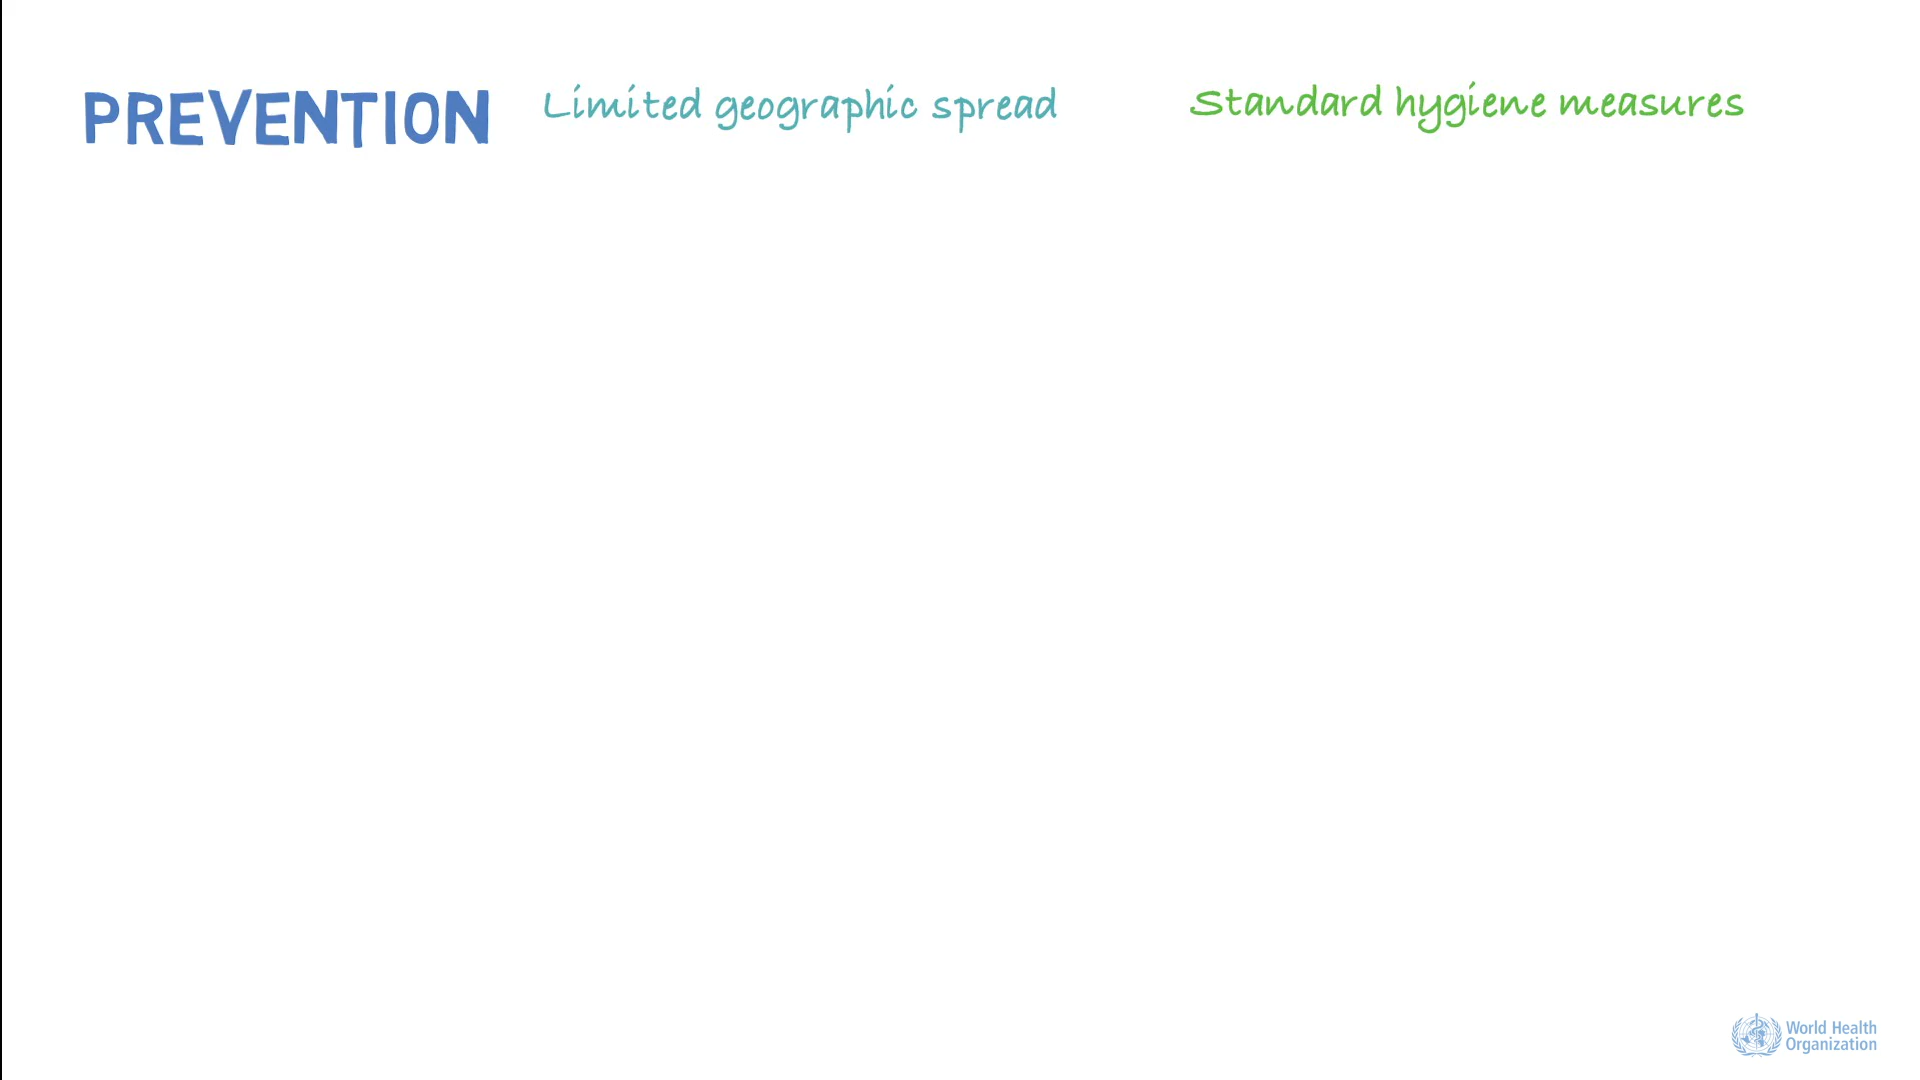 PREVENTION
Limited geographic spread
Standard hygiene measures
World Health
Organization